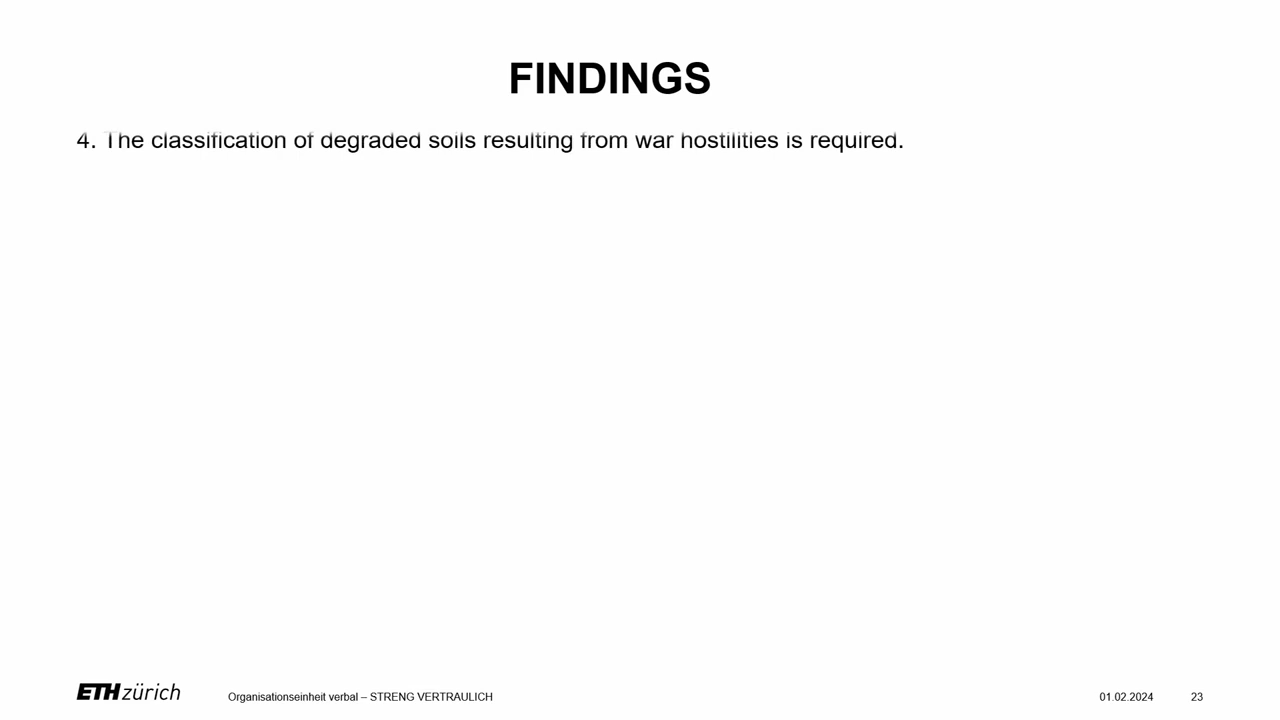 FINDINGS
4. The classification of degraded soils resulting from war hostilities is required.
ETH zürich
Organisationseinheit verbal – STRENG VERTRAULICH
01.02.2024
23